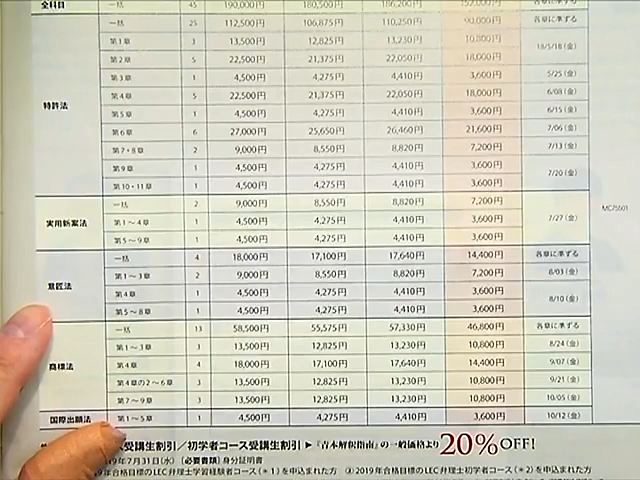 全科目 一括 45 190,000円 180,500円 186,200円 152,000円 各章に準ずる
特許法 一括 25 112,500円 106,875円 110,250円 90,000円 各章に準ずる
第1章 3 13,500円 12,825円 13,230円 10,800円 18/5/18(金)
第2章 5 22,500円 21,375円 22,050円 18,000円
第3章 1 4,500円 4,275円 4,410円 3,600円 5/25(金)
第4章 5 22,500円 21,375円 22,050円 18,000円 6/08(金)
第5章 1 4,500円 4,275円 4,410円 3,600円 6/15(金)
第6章 6 27,000円 25,650円 26,460円 21,600円 7/06(金)
第7・8章 2 9,000円 8,550円 8,820円 7,200円 7/13(金)
第9章 1 4,500円 4,275円 4,410円 3,600円 7/20(金)
第10・11章 1 4,500円 4,275円 4,410円 3,600円
実用新案法 一括 2 9,000円 8,550円 8,820円 7,200円 7/27(金)
第1〜4章 1 4,500円 4,275円 4,410円 3,600円
第5〜9章 1 4,500円 4,275円 4,410円 3,600円
意匠法 一括 4 18,000円 17,100円 17,640円 14,400円 各章に準ずる
第1〜3章 2 9,000円 8,550円 8,820円 7,200円 8/03(金)
第4章 1 4,500円 4,275円 4,410円 3,600円 8/10(金)
第5〜8章 1 4,500円 4,275円 4,410円 3,600円
商標法 一括 13 58,500円 55,575円 57,330円 46,800円 各章に準ずる
第1〜3章 3 13,500円 12,825円 13,230円 10,800円 8/24(金)
第4章 4 18,000円 17,100円 17,640円 14,400円 9/07(金)
第4章の2〜6章 3 13,500円 12,825円 13,230円 10,800円 9/21(金)
第7〜9章 3 13,500円 12,825円 13,230円 10,800円 10/05(金)
国際出願法 第1〜5章 1 4,500円 4,275円 4,410円 3,600円 10/12(金)
MC75501
受講生割引/初学者コース受講生割引▶『青本解釈指南』の一般価格より20%OFF!
19年7月31日(水)【必要書類】身分証明書
年合格目標のLEC弁理士学習経験者コース(*1)を申込まれた方 ④2019年合格目標のLEC弁理士初学者コース(*2)を申込まれた方